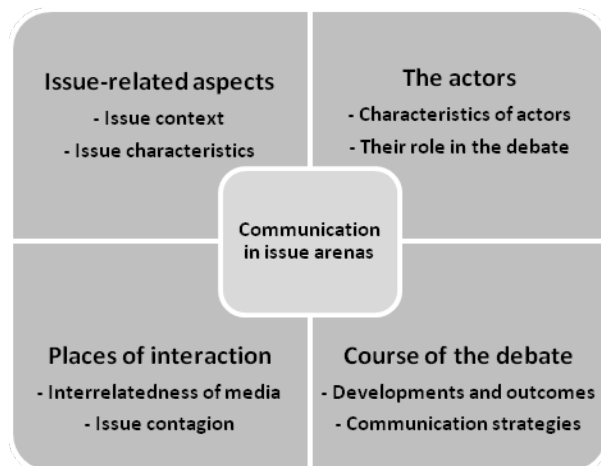 Issue-related aspects
- Issue context
- Issue characteristics
The actors
- Characteristics of actors
- Their role in the debate
Communication
in issue arenas
Places of interaction
- Interrelatedness of media
- Issue contagion
Course of the debate
- Developments and outcomes
- Communication strategies